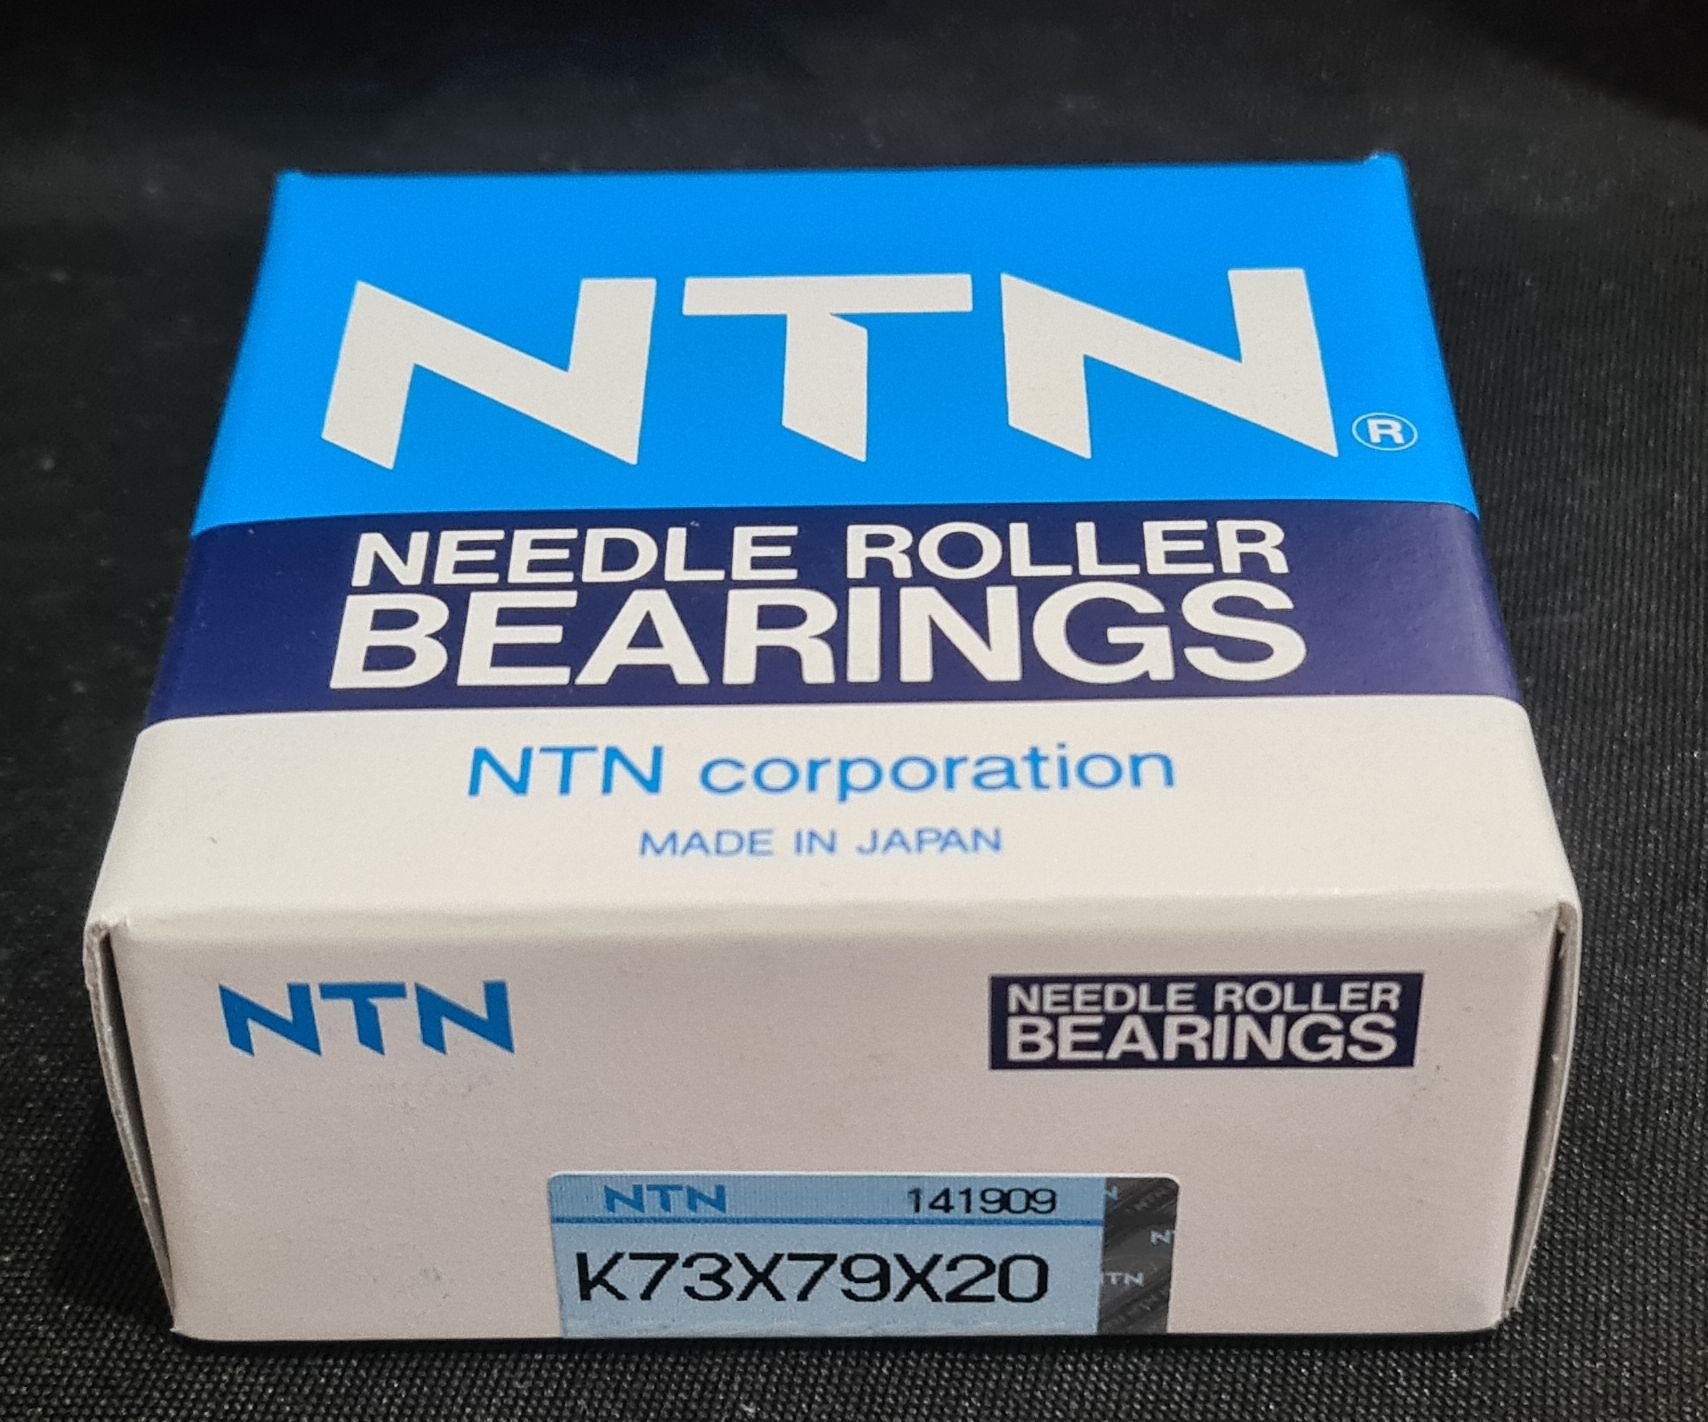 NTN®
NEEDLE ROLLER
BEARINGS
NTN corporation
MADE IN JAPAN
NTN
NEEDLE ROLLER
BEARINGS
NTN 141909
K73X79X20